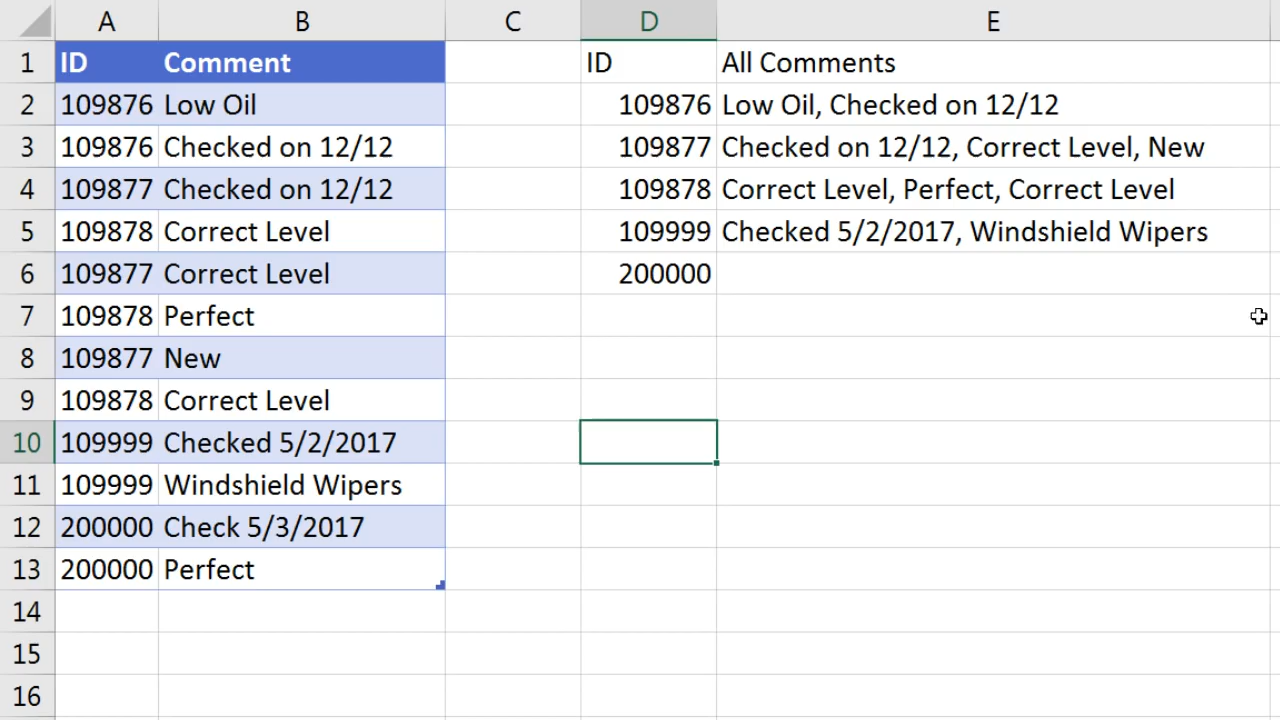 A B C D E
1 ID Comment ID All Comments
2 109876 Low Oil 109876 Low Oil, Checked on 12/12
3 109876 Checked on 12/12 109877 Checked on 12/12, Correct Level, New
4 109877 Checked on 12/12 109878 Correct Level, Perfect, Correct Level
5 109878 Correct Level 109999 Checked 5/2/2017, Windshield Wipers
6 109877 Correct Level 200000
7 109878 Perfect
8 109877 New
9 109878 Correct Level
10 109999 Checked 5/2/2017
11 109999 Windshield Wipers
12 200000 Check 5/3/2017
13 200000 Perfect
14
15
16